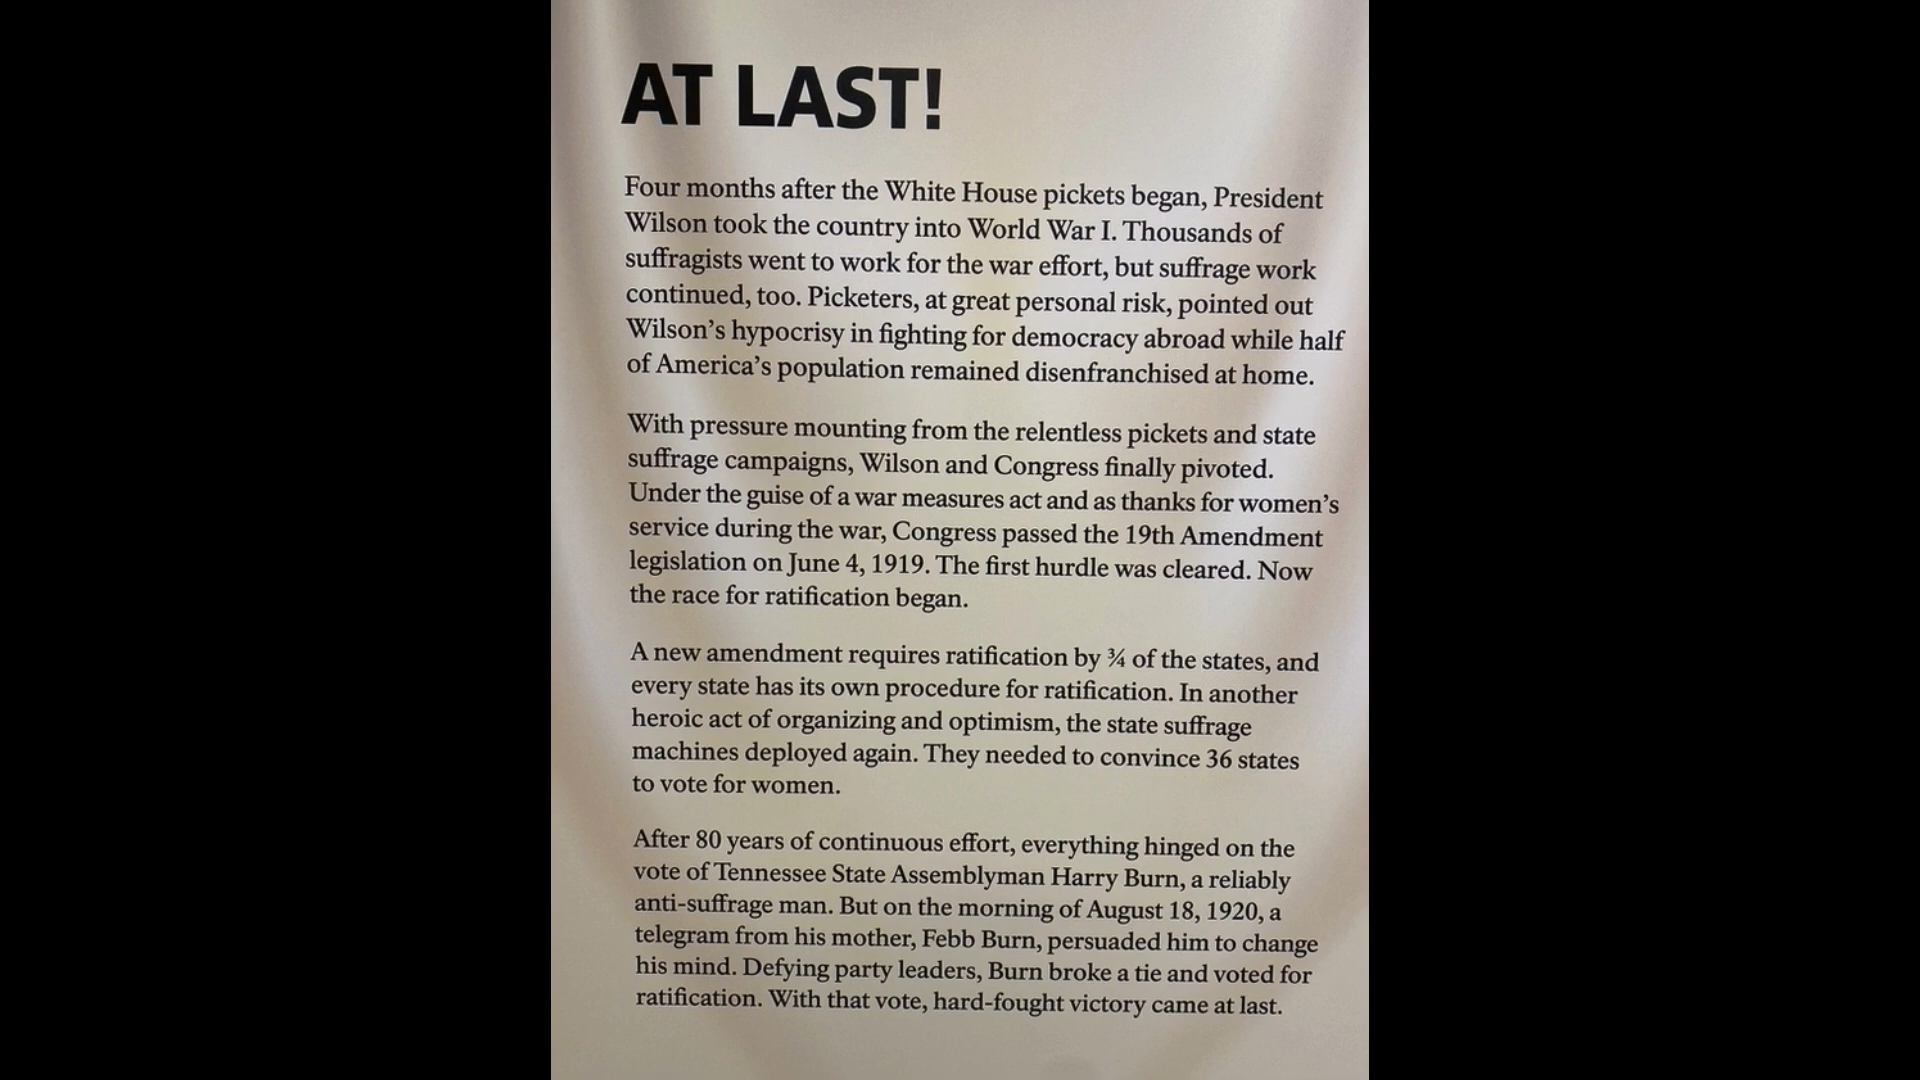 AT LAST!
Four months after the White House pickets began, President
Wilson took the country into World War I. Thousands of
suffragists went to work for the war effort, but suffrage work
continued, too. Picketers, at great personal risk, pointed out
Wilson’s hypocrisy in fighting for democracy abroad while half
of America’s population remained disenfranchised at home.
With pressure mounting from the relentless pickets and state
suffrage campaigns, Wilson and Congress finally pivoted.
Under the guise of a war measures act and as thanks for women’s
service during the war, Congress passed the 19th Amendment
legislation on June 4, 1919. The first hurdle was cleared. Now
the race for ratification began.
A new amendment requires ratification by ¾ of the states, and
every state has its own procedure for ratification. In another
heroic act of organizing and optimism, the state suffrage
machines deployed again. They needed to convince 36 states
to vote for women.
After 80 years of continuous effort, everything hinged on the
vote of Tennessee State Assemblyman Harry Burn, a reliably
anti-suffrage man. But on the morning of August 18, 1920, a
telegram from his mother, Febb Burn, persuaded him to change
his mind. Defying party leaders, Burn broke a tie and voted for
ratification. With that vote, hard-fought victory came at last.